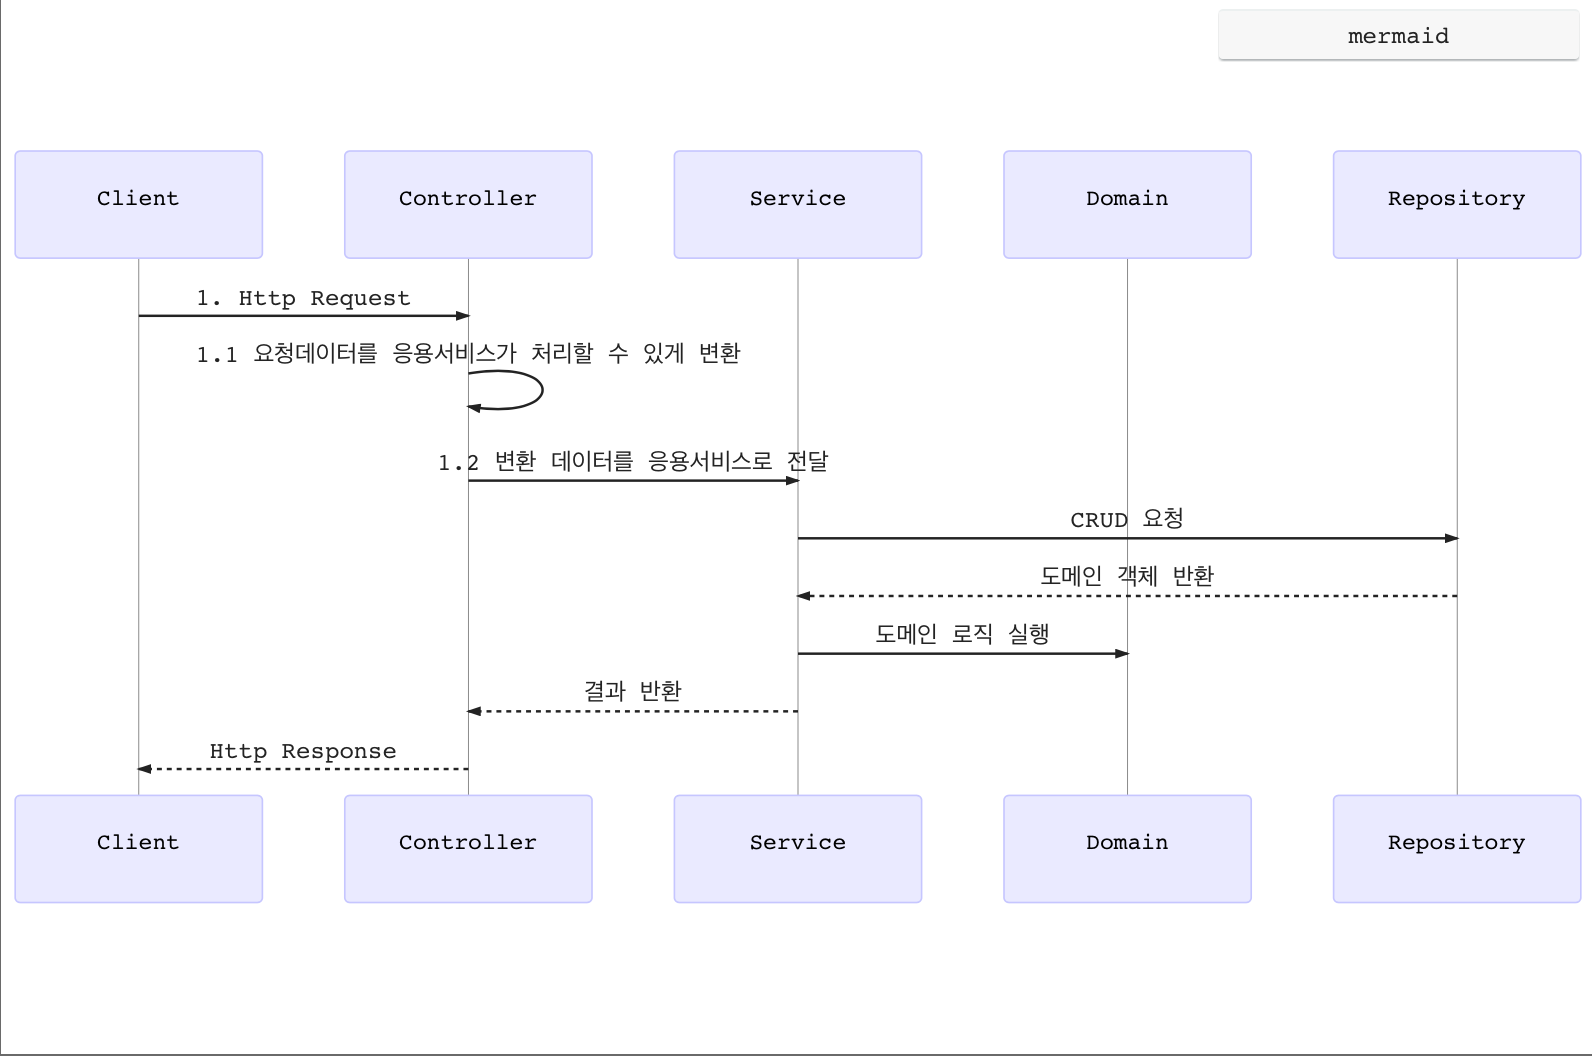 mermaid
Client
Controller
Service
Domain
Repository
1. Http Request
1.1 요청데이터를 응용서비스가 처리할 수 있게 변환
1.2 변환 데이터를 응용서비스로 전달
CRUD 요청
도메인 객체 반환
도메인 로직 실행
결과 반환
Http Response
Client
Controller
Service
Domain
Repository